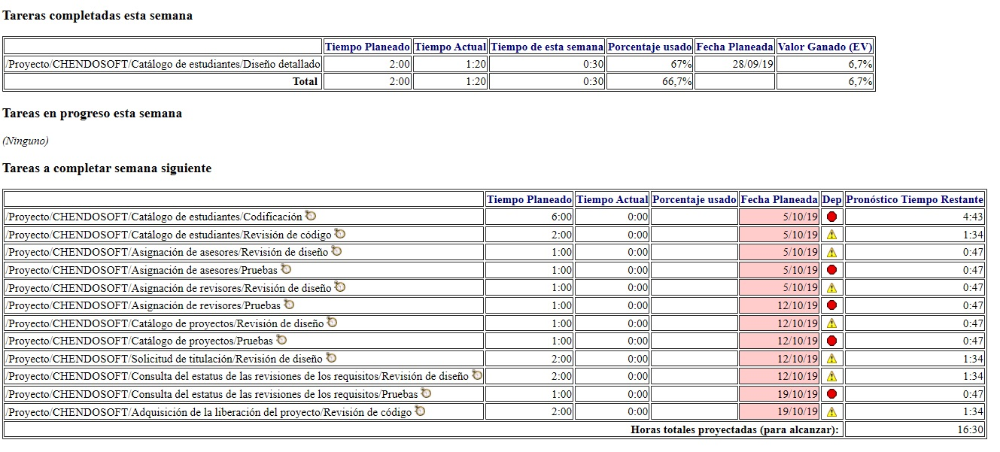 Tareras completadas esta semana
Tiempo Planeado Tiempo Actual Tiempo de esta semana Porcentaje usado Fecha Planeada Valor Ganado (EV)
/Proyecto/CHENDOSOFT/Catálogo de estudiantes/Diseño detallado 2:00 1:20 0:30 67% 28/09/19 6,7%
Total 2:00 1:20 0:30 66,7% 6,7%
Tareas en progreso esta semana
(Ninguno)
Tareas a completar semana siguiente
Tiempo Planeado Tiempo Actual Porcentaje usado Fecha Planeada Dep Pronóstico Tiempo Restante
/Proyecto/CHENDOSOFT/Catálogo de estudiantes/Codificación 6:00 0:00 5/10/19 4:43
/Proyecto/CHENDOSOFT/Catálogo de estudiantes/Revisión de código 2:00 0:00 5/10/19 1:34
/Proyecto/CHENDOSOFT/Asignación de asesores/Revisión de diseño 1:00 0:00 5/10/19 0:47
/Proyecto/CHENDOSOFT/Asignación de asesores/Pruebas 1:00 0:00 5/10/19 0:47
/Proyecto/CHENDOSOFT/Asignación de revisores/Revisión de diseño 1:00 0:00 5/10/19 0:47
/Proyecto/CHENDOSOFT/Asignación de revisores/Pruebas 1:00 0:00 12/10/19 0:47
/Proyecto/CHENDOSOFT/Catálogo de proyectos/Revisión de diseño 1:00 0:00 12/10/19 0:47
/Proyecto/CHENDOSOFT/Catálogo de proyectos/Pruebas 1:00 0:00 12/10/19 0:47
/Proyecto/CHENDOSOFT/Solicitud de titulación/Revisión de diseño 2:00 0:00 12/10/19 1:34
/Proyecto/CHENDOSOFT/Consulta del estatus de las revisiones de los requisitos/Revisión de diseño 2:00 0:00 12/10/19 1:34
/Proyecto/CHENDOSOFT/Consulta del estatus de las revisiones de los requisitos/Pruebas 1:00 0:00 19/10/19 0:47
/Proyecto/CHENDOSOFT/Adquisición de la liberación del proyecto/Revisión de código 2:00 0:00 19/10/19 1:34
Horas totales proyectadas (para alcanzar): 16:30